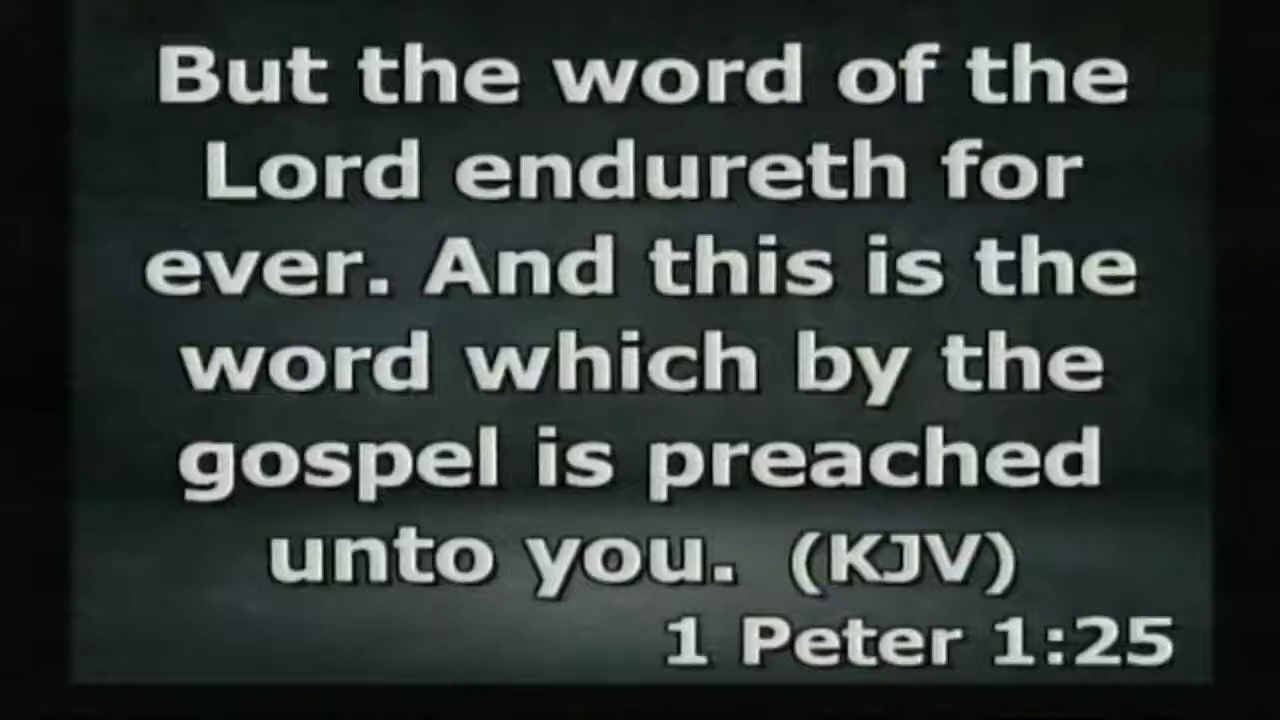 But the word of the
Lord endureth for
ever. And this is the
word which by the
gospel is preached
unto you. (KJV)
1 Peter 1:25